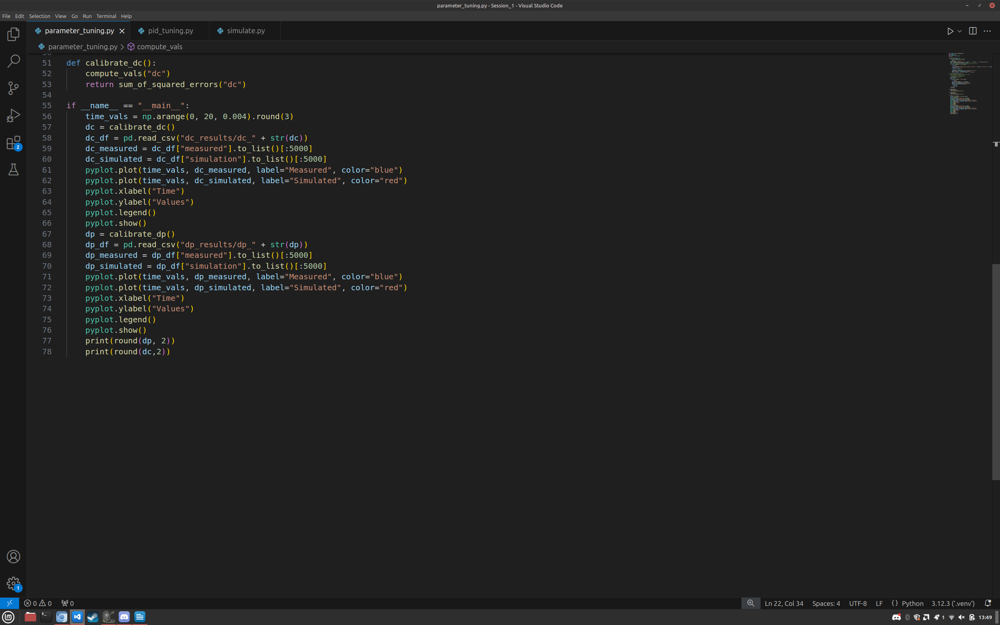 parameter_tuning.py - Session_1 - Visual Studio Code
File Edit Selection View Go Run Terminal Help
parameter_tuning.py pid_tuning.py simulate.py
parameter_tuning.py > compute_vals
51 def calibrate_dc():
52     compute_vals("dc")
53     return sum_of_squared_errors("dc")
54
55 if __name__ == "__main__":
56     time_vals = np.arange(0, 20, 0.004).round(3)
57     dc = calibrate_dc()
58     dc_df = pd.read_csv("dc_results/dc_" + str(dc))
59     dc_measured = dc_df["measured"].to_list()[:5000]
60     dc_simulated = dc_df["simulation"].to_list()[:5000]
61     pyplot.plot(time_vals, dc_measured, label="Measured", color="blue")
62     pyplot.plot(time_vals, dc_simulated, label="Simulated", color="red")
63     pyplot.xlabel("Time")
64     pyplot.ylabel("Values")
65     pyplot.legend()
66     pyplot.show()
67     dp = calibrate_dp()
68     dp_df = pd.read_csv("dp_results/dp_" + str(dp))
69     dp_measured = dp_df["measured"].to_list()[:5000]
70     dp_simulated = dp_df["simulation"].to_list()[:5000]
71     pyplot.plot(time_vals, dp_measured, label="Measured", color="blue")
72     pyplot.plot(time_vals, dp_simulated, label="Simulated", color="red")
73     pyplot.xlabel("Time")
74     pyplot.ylabel("Values")
75     pyplot.legend()
76     pyplot.show()
77     print(round(dp, 2))
78     print(round(dc,2))
2
1
0 0 0 Ln 22, Col 34 Spaces: 4 UTF-8 LF {} Python 3.12.3 ('.venv')
1 13:49